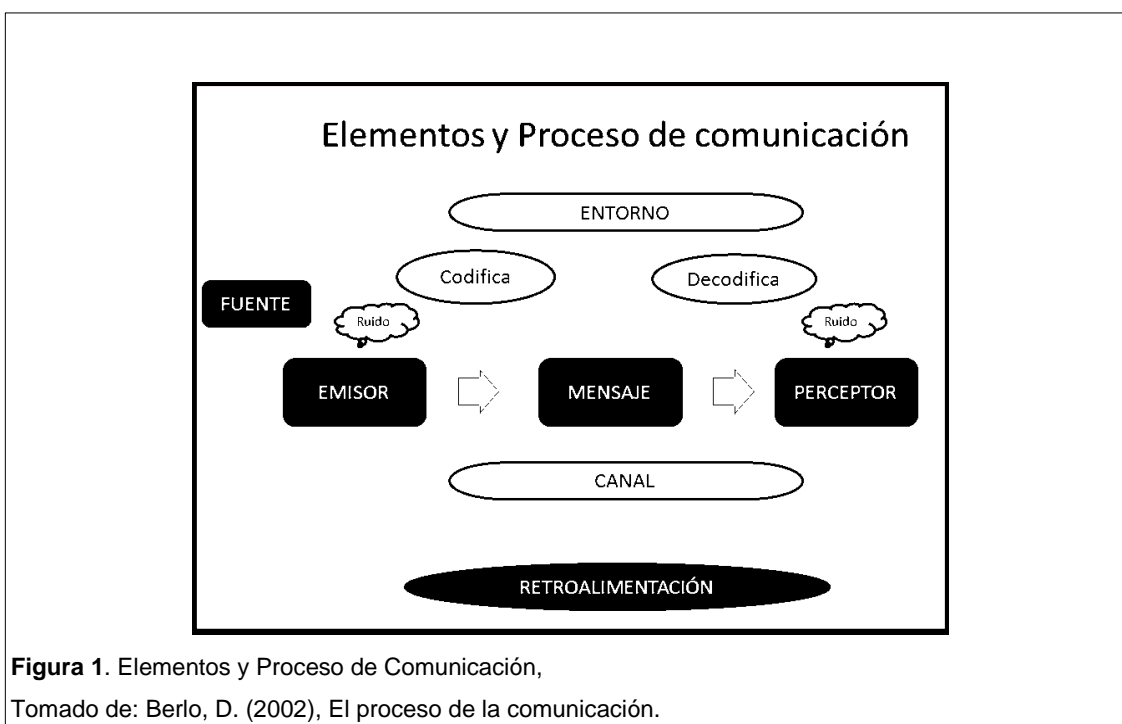 Elementos y Proceso de comunicación
ENTORNO
Codifica
Decodifica
FUENTE
Ruido
Ruido
EMISOR
MENSAJE
PERCEPTOR
CANAL
RETROALIMENTACIÓN
Figura 1. Elementos y Proceso de Comunicación,
Tomado de: Berlo, D. (2002), El proceso de la comunicación.